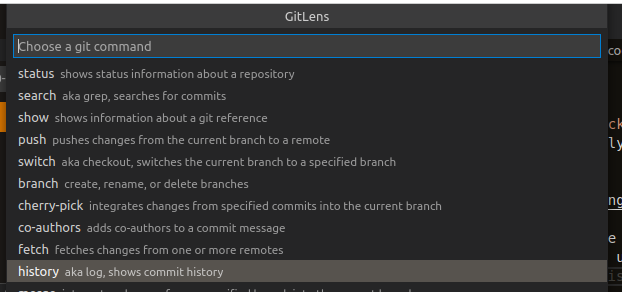 GitLens
Choose a git command
status shows status information about a repository
search aka grep, searches for commits
show shows information about a git reference
push pushes changes from the current branch to a remote
switch aka checkout, switches the current branch to a specified branch
branch create, rename, or delete branches
cherry-pick integrates changes from specified commits into the current branch
co-authors adds co-authors to a commit message
fetch fetches changes from one or more remotes
history aka log, shows commit history